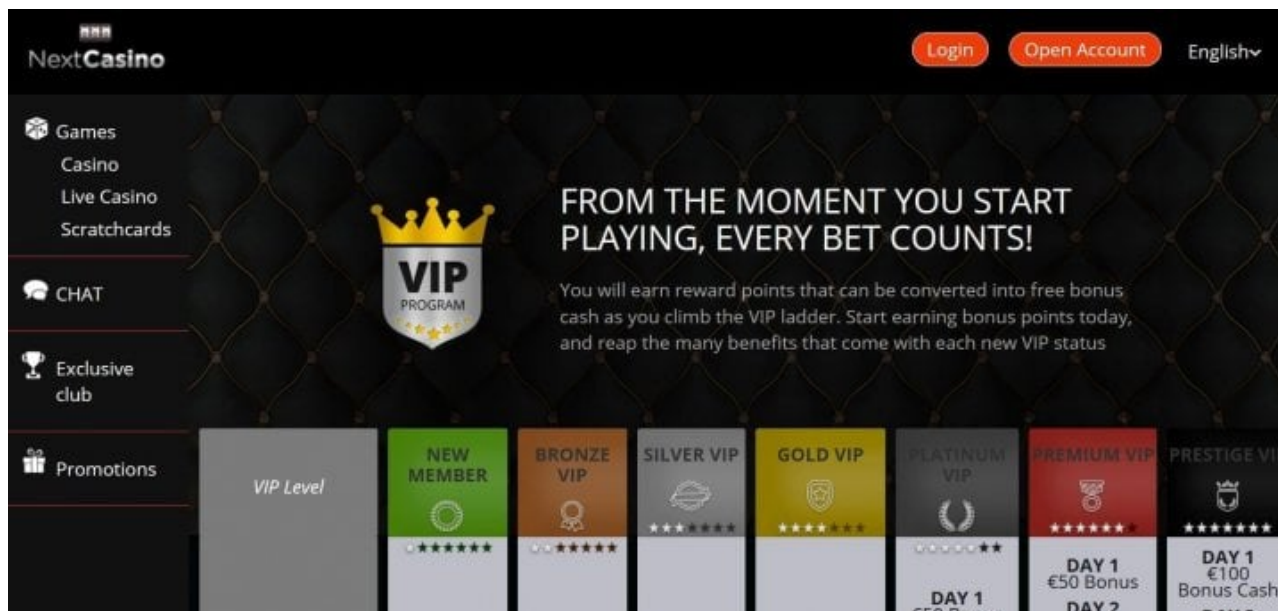 NextCasino
Login
Open Account
English
Games
Casino
Live Casino
Scratchcards
CHAT
Exclusive
club
Promotions
VIP
PROGRAM
FROM THE MOMENT YOU START
PLAYING, EVERY BET COUNTS!
You will earn reward points that can be converted into free bonus
cash as you climb the VIP ladder. Start earning bonus points today,
and reap the many benefits that come with each new VIP status
VIP Level
NEW
MEMBER
BRONZE
VIP
SILVER VIP
GOLD VIP
PLATINUM
VIP
PREMIUM VIP
PRESTIGE VI
DAY 1
DAY 1
€50 Bonus
DAY 2
DAY 1
€100
Bonus Cash